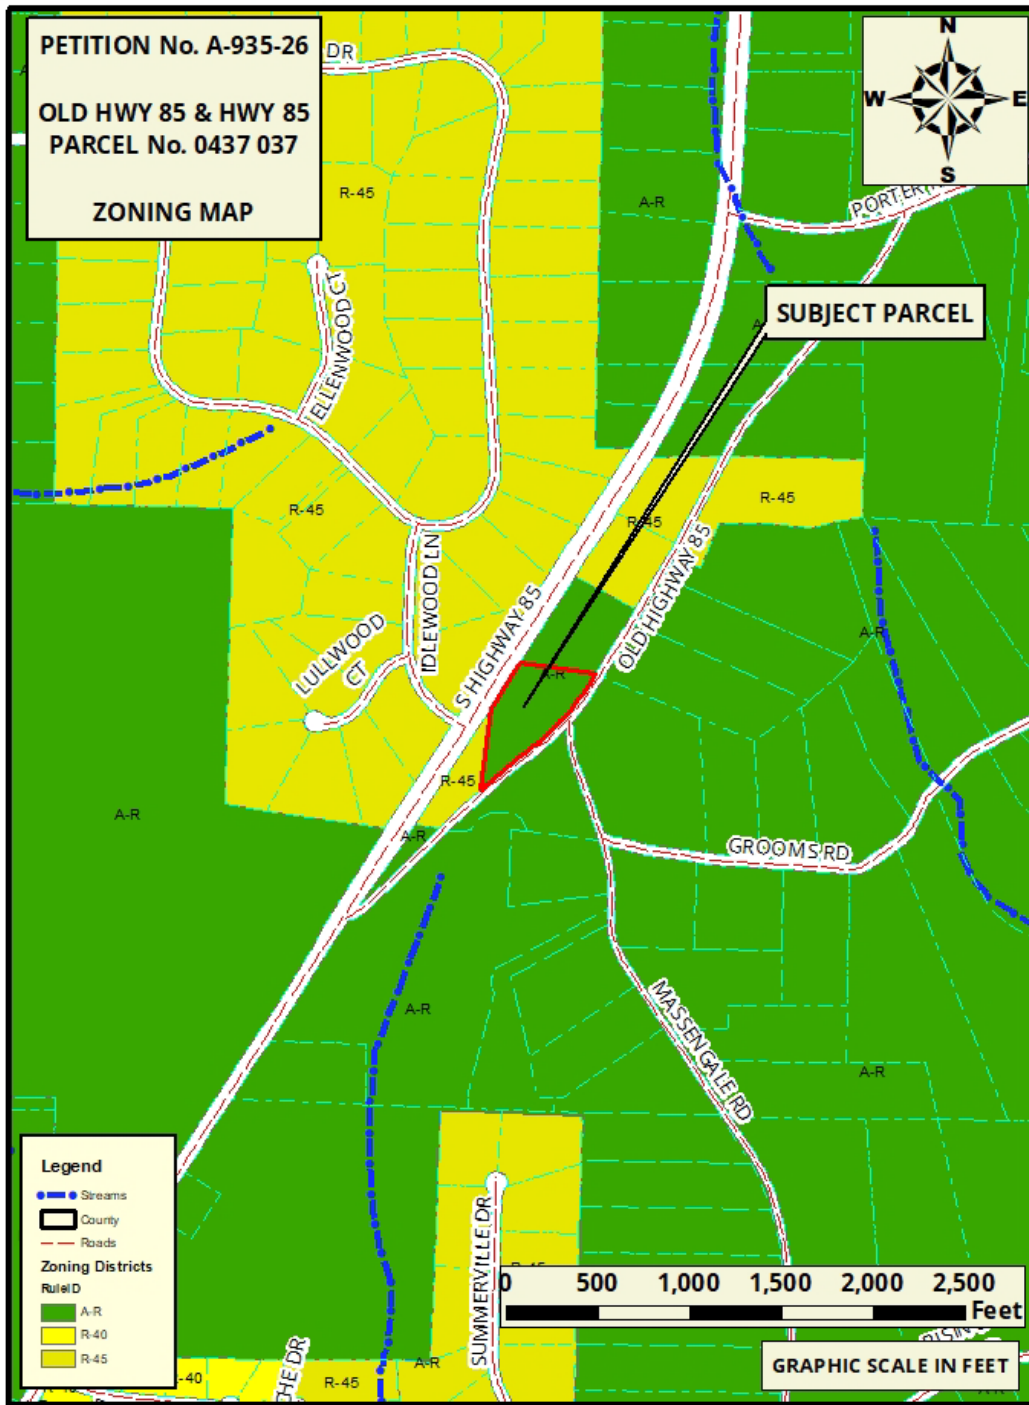 PETITION No. A-935-26
OLD HWY 85 & HWY 85
PARCEL No. 0437 037
ZONING MAP
DR
N
W
E
S
R-45
A-R
SUBJECT PARCEL
ELLENWOOD CT
R-45
R-45
R-45
IDLEWOOD LN
S HIGHWAY 85
OLD HIGHWAY 85
A-R
LULLWOOD
CT
A-R
R-45
A-R
A-R
GROOMS RD
A-R
MASSENGALE RD
A-R
Legend
Streams
County
Roads
Zoning Districts
RuleID
A-R
R-40
R-45
SUMMERVILLE DR
0 500 1,000 1,500 2,000 2,500
Feet
GRAPHIC SCALE IN FEET
A-R
R-45